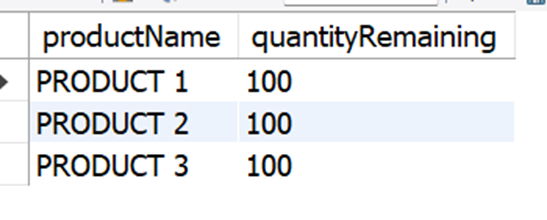 productName quantityRemaining
PRODUCT 1 100
PRODUCT 2 100
PRODUCT 3 100